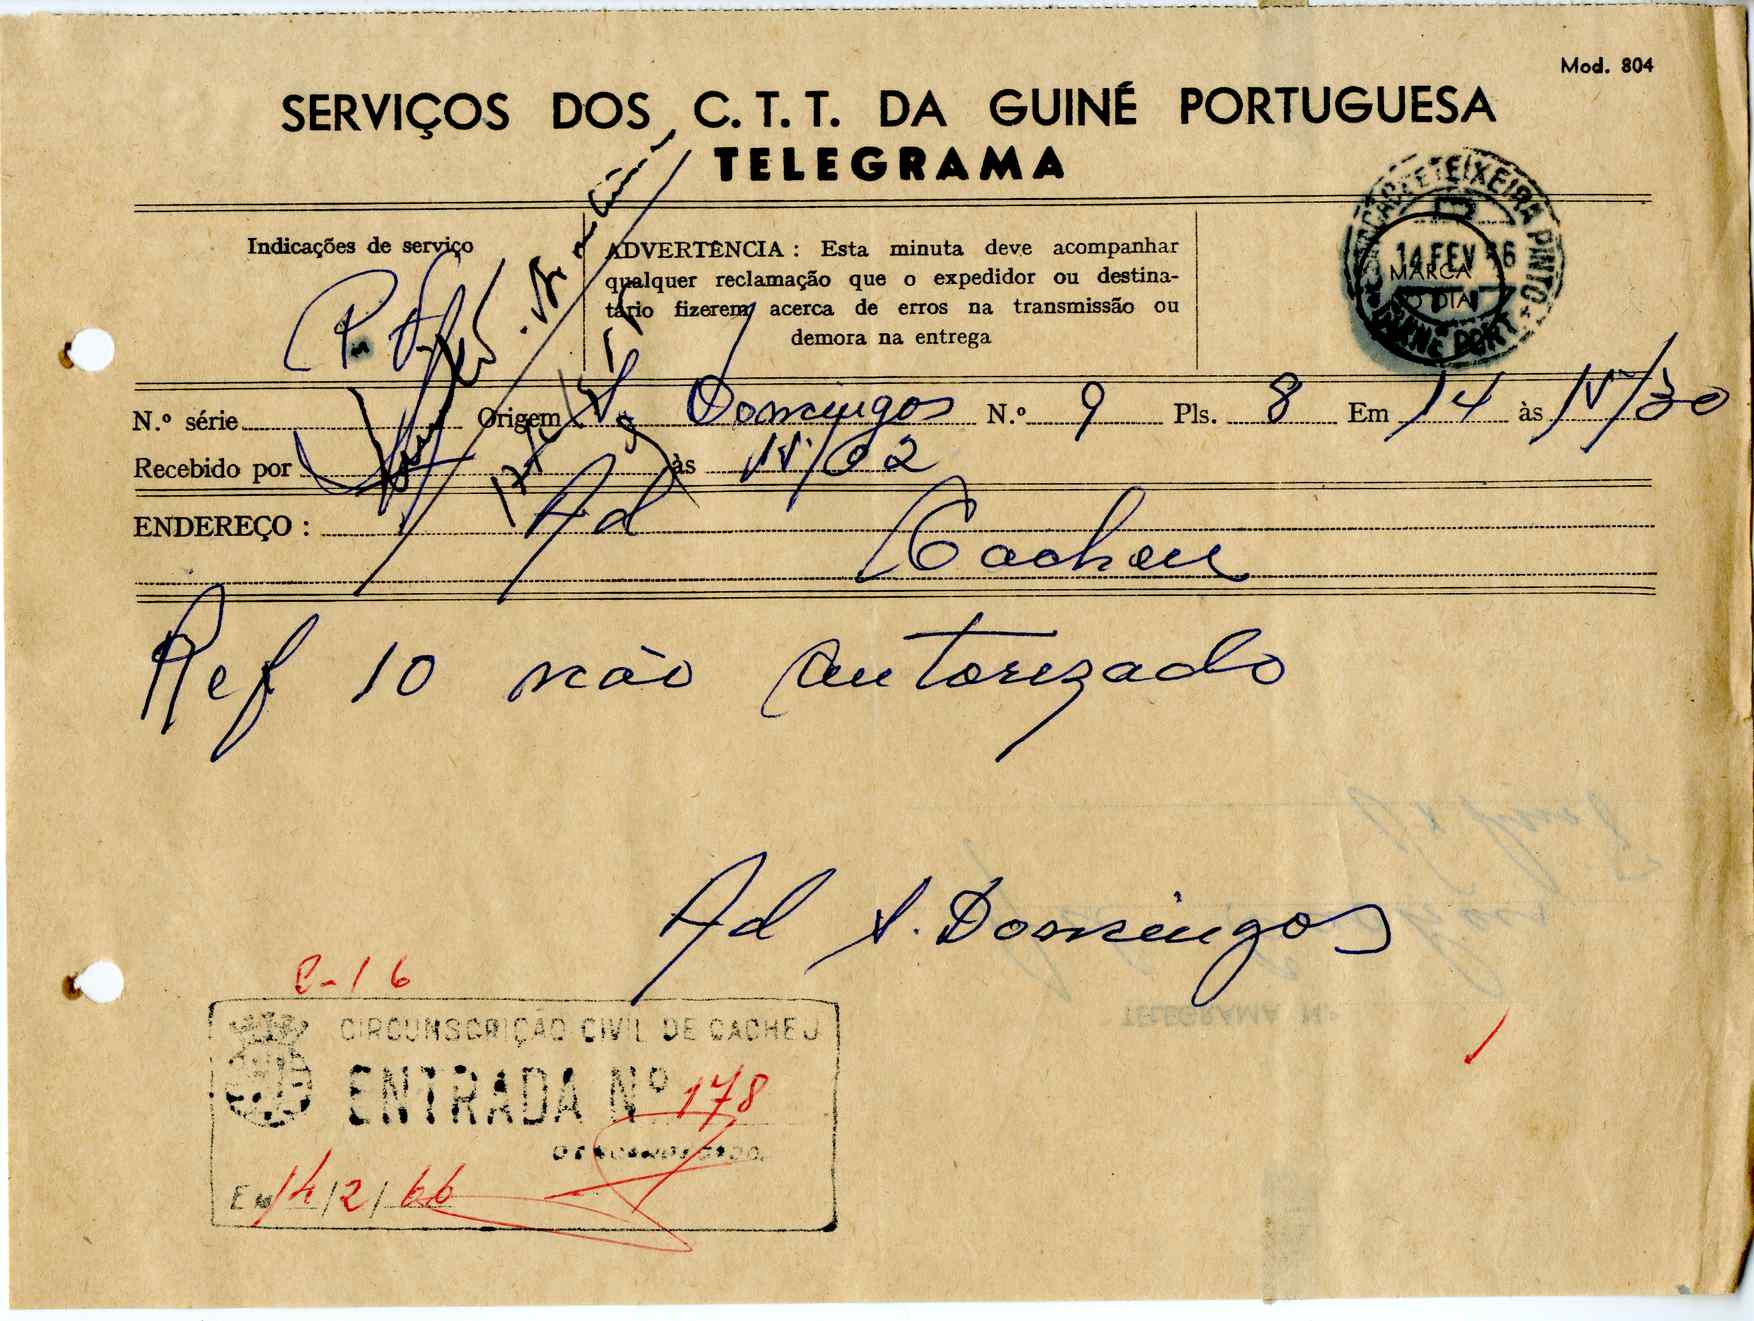 Mod. 804
SERVIÇOS DOS C. T. T. DA GUINÉ PORTUGUESA
TELEGRAMA
Indicações de serviço
ADVERTÊNCIA : Esta minuta deve acompanhar
qualquer reclamação que o expedidor ou destina-
tário fizerem acerca de erros na transmissão ou
demora na entrega
TEIXEIRA PINTO
14 FEV 66
MARCA
DO DIA
GUINÉ PORT.
N.º série Origem S. Domingos N.º 9 Pls. 8 Em 14 às 15/30
Recebido por às
ENDEREÇO : Ad Cacheu
Ref 10 não autorizado
Ad S. Domingos
TELEGRAMA N.º
CIRCUNSCRIÇÃO CIVIL DE CACHEU
ENTRADA Nº 178
Em 14/2/66